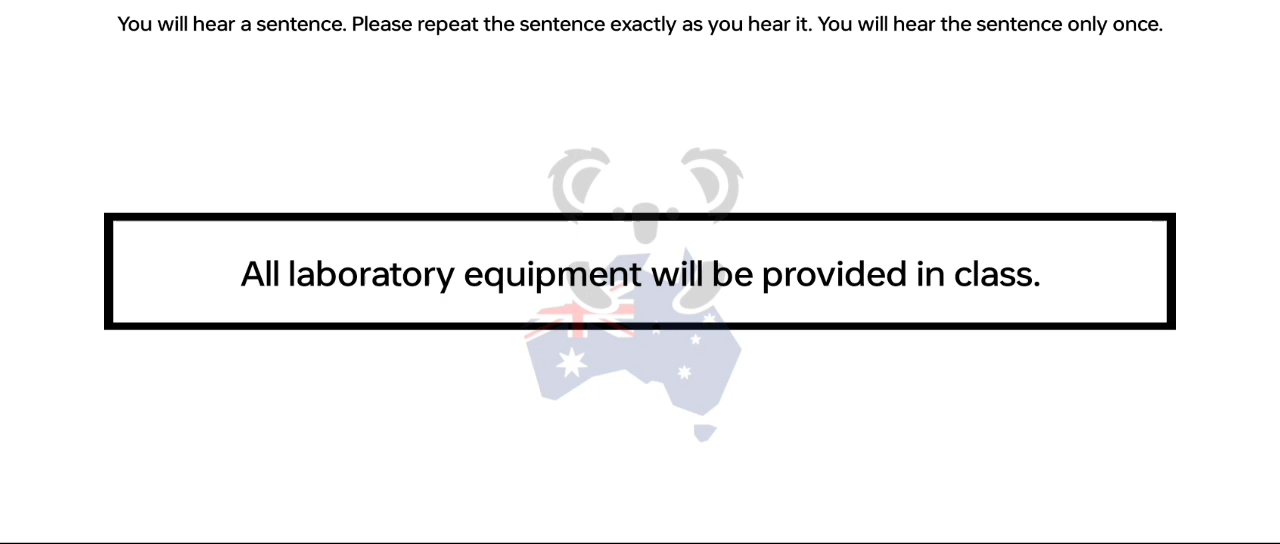 You will hear a sentence. Please repeat the sentence exactly as you hear it. You will hear the sentence only once.
All laboratory equipment will be provided in class.